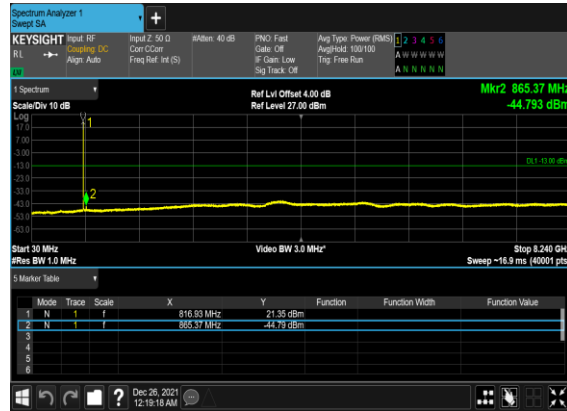 Spectrum Analyzer 1
Swept SA
+
KEYSIGHT Input: RF Input Z: 50 Ω #Atten: 40 dB PNO: Fast Avg Type: Power (RMS) 1 2 3 4 5 6
RL Coupling: DC Corr CCorr Gate: Off Avg|Hold: 100/100 A W W W W W
Align: Auto Freq Ref: Int (S) IF Gain: Low Trig: Free Run
Sig Track: Off A N N N N N
1 Spectrum Ref Lvl Offset 4.00 dB Mkr2 865.37 MHz
Scale/Div 10 dB Ref Level 27.00 dBm -44.793 dBm
Log
17.0
7.00
-3.00
-13.0
-23.0
-33.0
-43.0
-53.0
-63.0
1
2
DL1 -13.00 dBm
Start 30 MHz Video BW 3.0 MHz* Stop 8.240 GHz
#Res BW 1.0 MHz Sweep ~16.9 ms (40001 pts)
5 Marker Table
Mode Trace Scale X Y Function Function Width Function Value
1 N 1 f 816.93 MHz 21.35 dBm
2 N 1 f 865.37 MHz -44.79 dBm
3
4
5
6
? Dec 26, 2021
12:19:18 AM